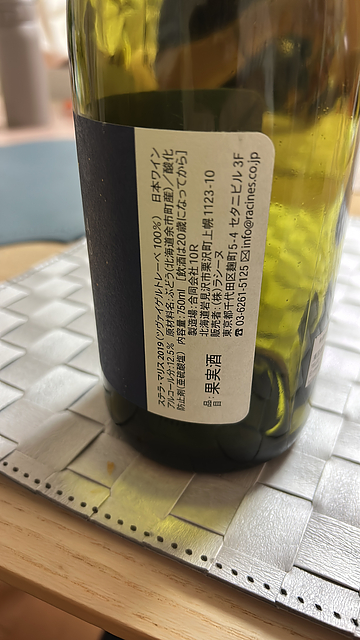 ステラ・マリス 2019 (ツヴァイゲルトレーベ 100%) 日本ワイン
アルコール分:12.5% 原材料名:ぶどう(北海道余市町産)/酸化
防止剤(亜硫酸塩) 内容量:750ml [飲酒は20歳になってから]
製造場:合同会社10R
北海道岩見沢市栗沢町上幌1123-10
販売者:(株)ラシーヌ
東京都千代田区麹町5-4 セタニビル3F
☎03-6261-5125 ✉info@racines.co.jp
品目:果実酒